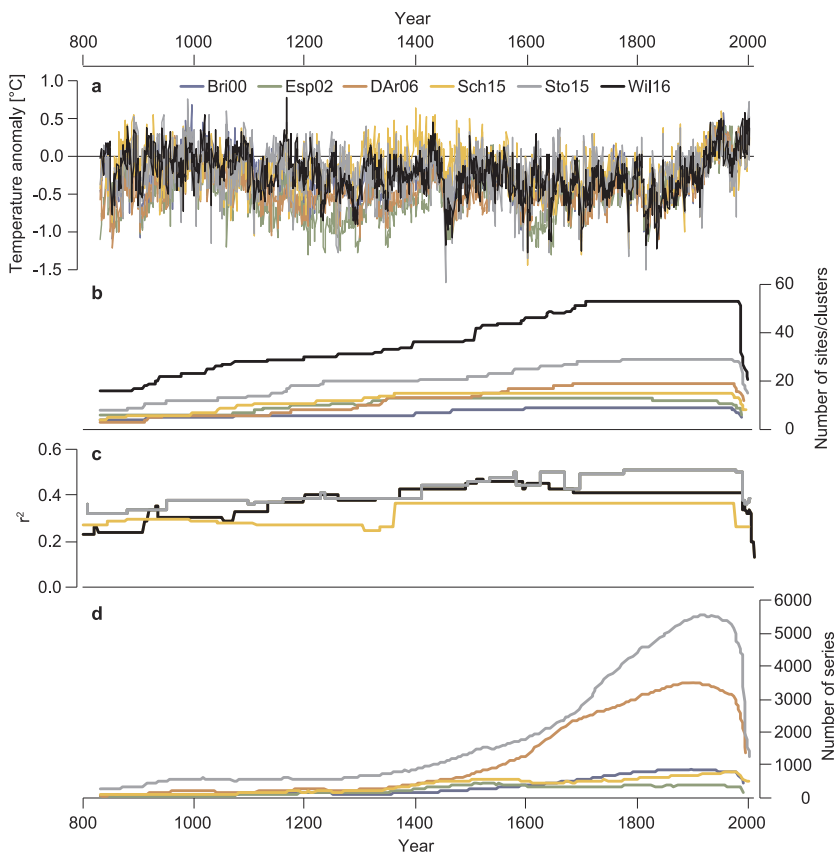 Year
800 1000 1200 1400 1600 1800 2000
a
Bri00 Esp02 DAr06 Sch15 Sto15 Wil16
Temperature anomaly [°C]
1.0
0.5
0.0
-0.5
-1.0
-1.5
b
Number of sites/clusters
60
40
20
0
c
r²
0.6
0.4
0.2
0.0
d
Number of series
6000
5000
4000
3000
2000
1000
0
800 1000 1200 1400 1600 1800 2000
Year